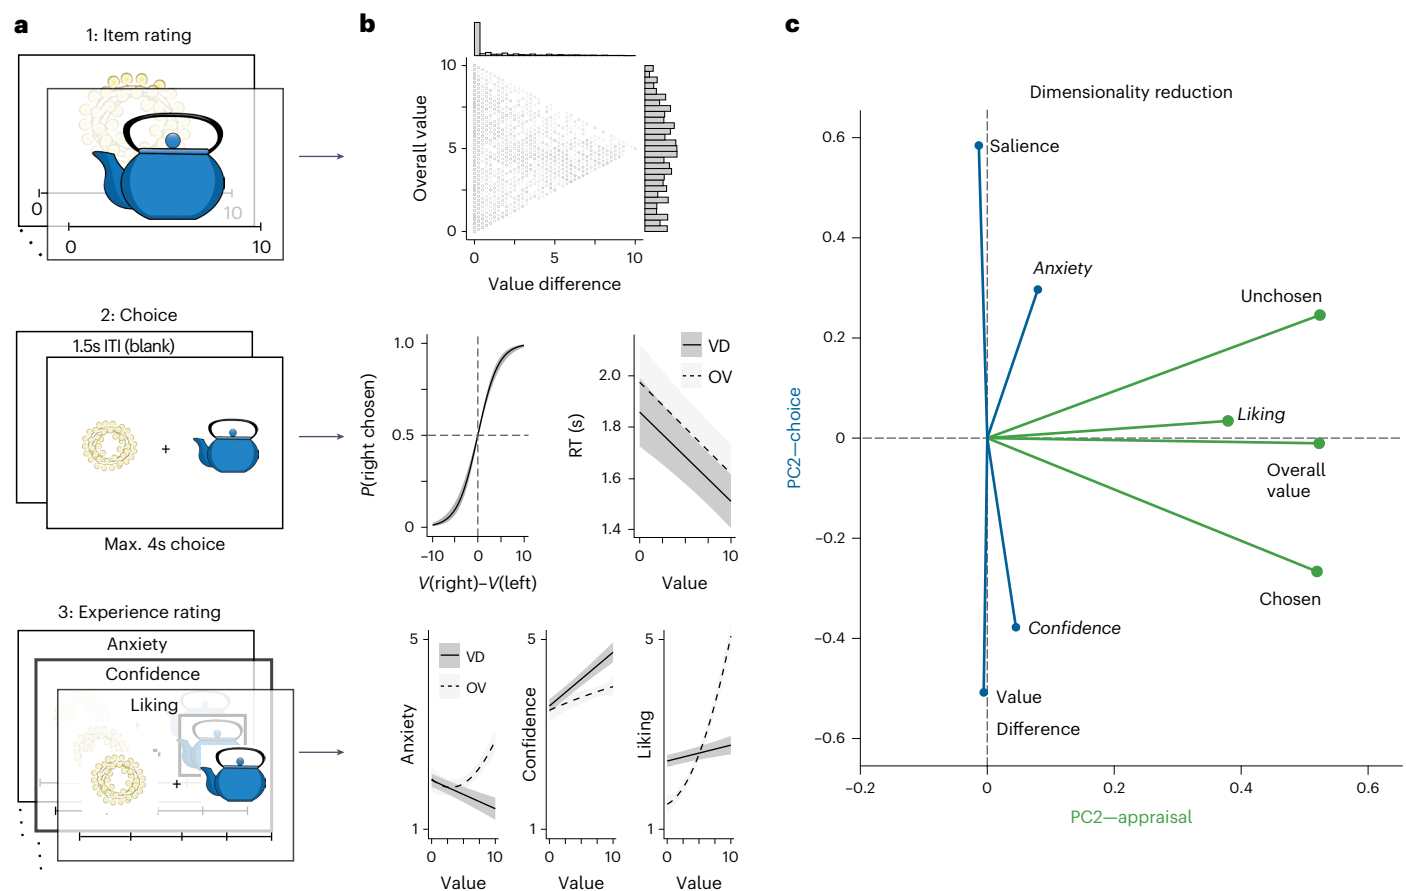 a
1: Item rating
0
10
0
10
2: Choice
1.5s ITI (blank)
+
Max. 4s choice
3: Experience rating
Anxiety
Confidence
Liking
+
b
Overall value
10
5
0
0
5
10
Value difference
P(right chosen)
1.0
0.5
0
–10
0
10
V(right)–V(left)
RT (s)
2.0
1.8
1.6
1.4
VD
OV
0
10
Value
Anxiety
5
1
VD
OV
0
10
Value
Confidence
5
1
0
10
Value
Liking
5
1
0
10
Value
c
Dimensionality reduction
PC2—choice
0.6
0.4
0.2
0
–0.2
–0.4
–0.6
Salience
Anxiety
Unchosen
Liking
Overall
value
Chosen
Confidence
Value
Difference
–0.2
0
0.2
0.4
0.6
PC2—appraisal